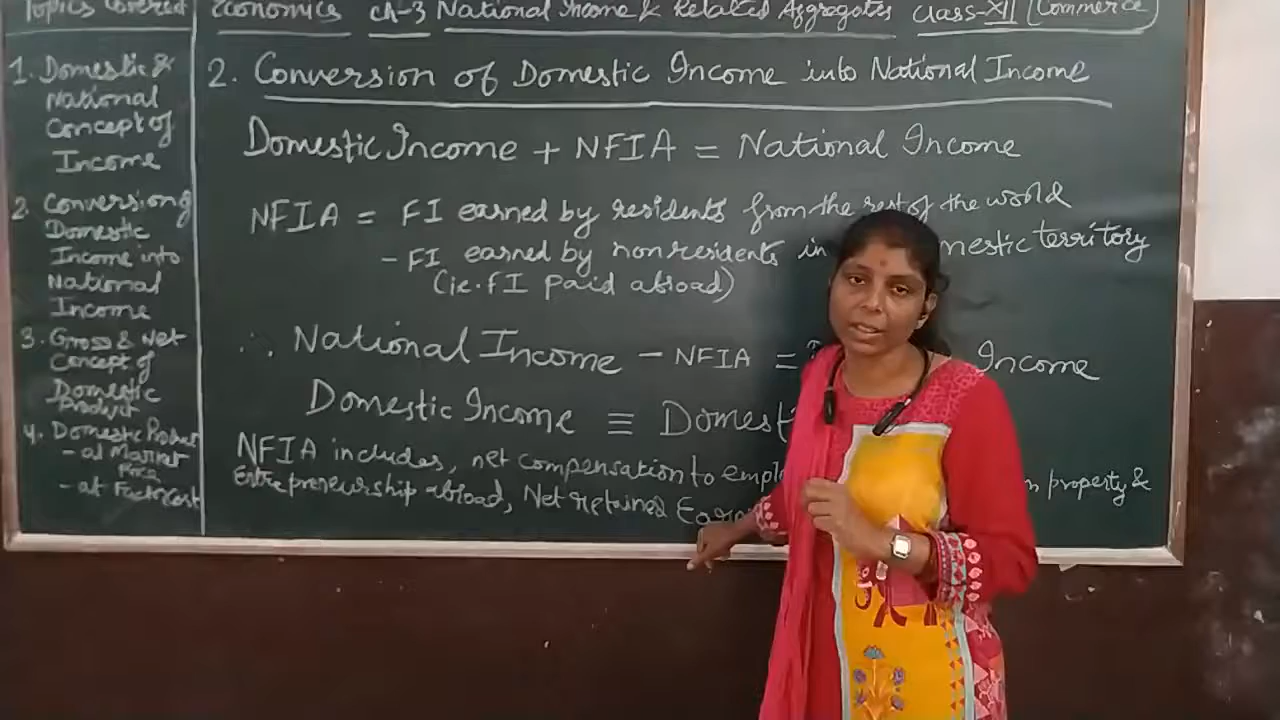 Topics covered
Economics ch-3 National Income & Related Aggregates Class-XII (Commerce)
1. Domestic &
National
Concept of
Income
2. Conversion of
Domestic
Income into
National
Income
3. Gross & Net
Concept of
Domestic
Product
4. Domestic Product
- at Market
Price
- at Factor Cost
2. Conversion of Domestic Income into National Income
Domestic Income + NFIA = National Income
NFIA = FI earned by residents from the rest of the world
- FI earned by nonresidents in mestic territory
(ie. FI paid abroad)
∴ National Income - NFIA = Income
Domestic Income ≡ Domest
NFIA includes, net compensation to empl n property &
Entrepreneurship abroad, Net retained Earn